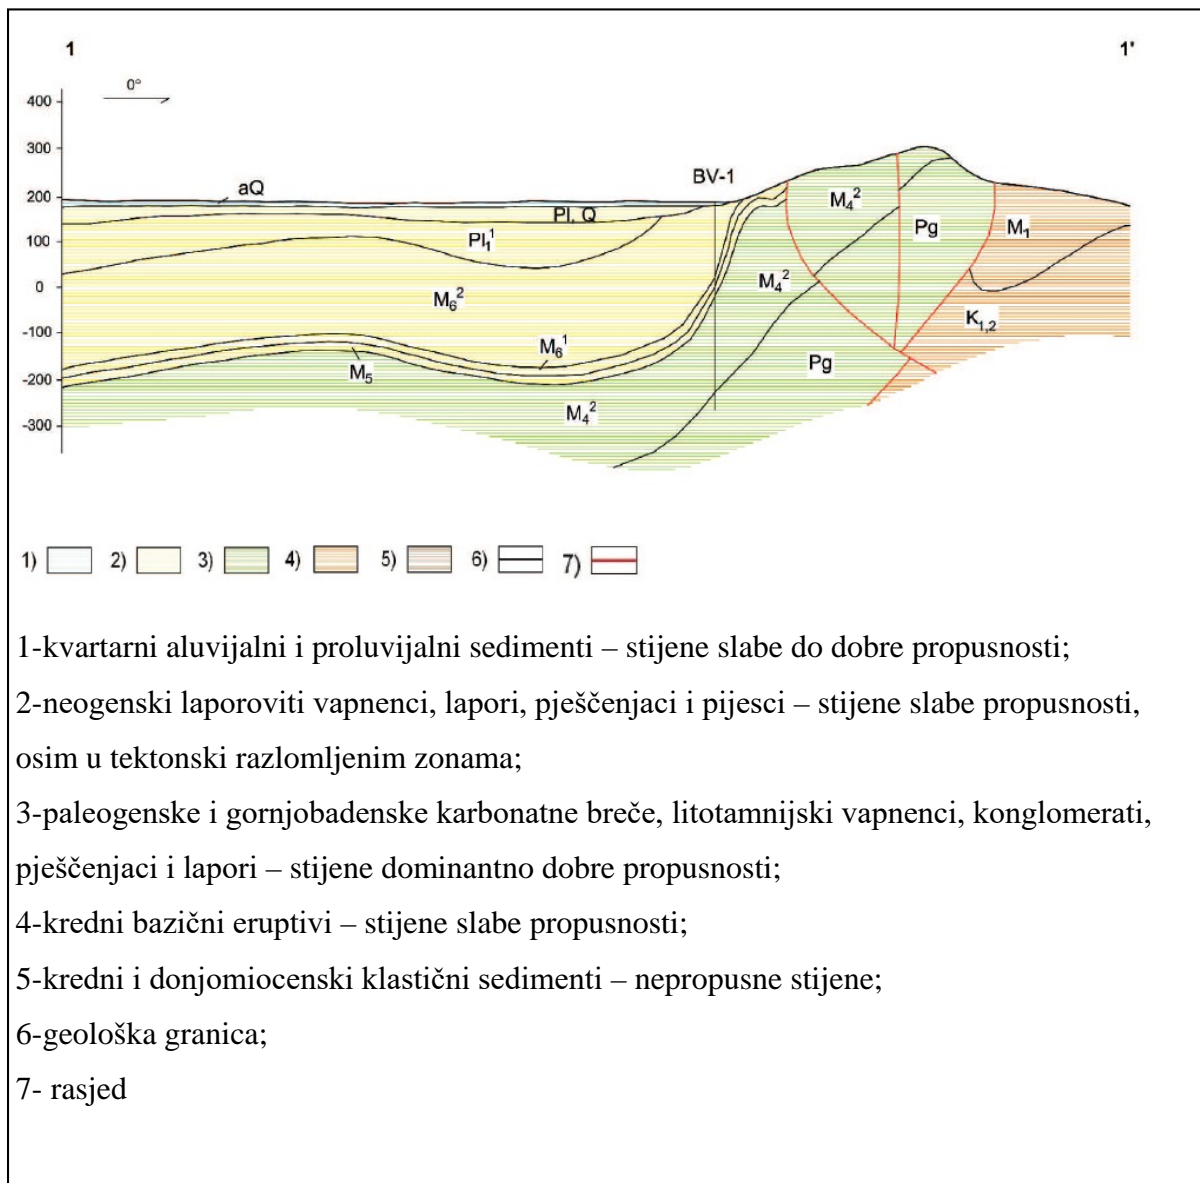 1 1'
0°
400
300
200
100
0
-100
-200
-300
aQ
BV-1
Pl, Q
Pl₁¹
M₆²
M₆¹
M₅
M₄²
M₄²
M₄²
Pg
Pg
M₁
K₁,₂
1) 2) 3) 4) 5) 6) 7)
1-kvartarni aluvijalni i proluvijalni sedimenti – stijene slabe do dobre propusnosti;
2-neogenski laporoviti vapnenci, lapori, pješčenjaci i pijesci – stijene slabe propusnosti,
osim u tektonski razlomljenim zonama;
3-paleogenske i gornjobadenske karbonatne breče, litotamnijski vapnenci, konglomerati,
pješčenjaci i lapori – stijene dominantno dobre propusnosti;
4-kredni bazični eruptivi – stijene slabe propusnosti;
5-kredni i donjomiocenski klastični sedimenti – nepropusne stijene;
6-geološka granica;
7- rasjed